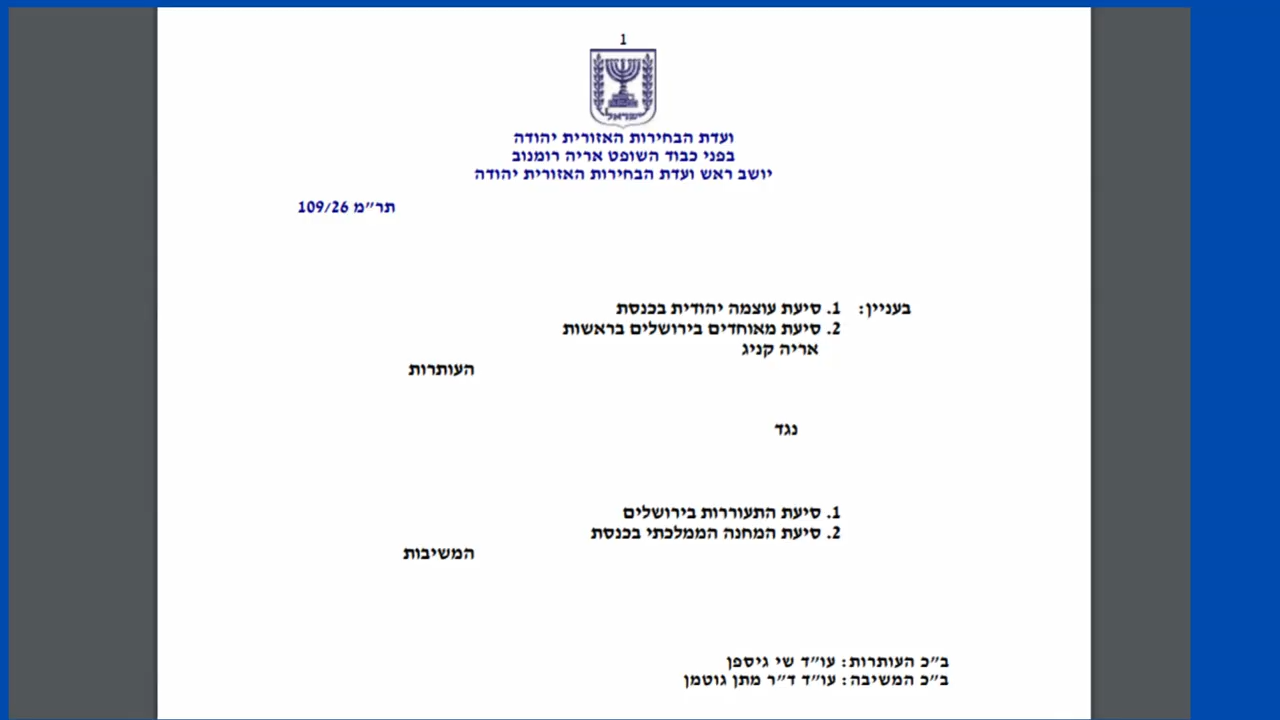 1
ישראל
ועדת הבחירות האזורית יהודה
בפני כבוד השופט אריה רומנוב
יושב ראש ועדת הבחירות האזורית יהודה
תר״מ 109/26
בעניין: 1. סיעת עוצמה יהודית בכנסת
2. סיעת מאוחדים בירושלים בראשות
אריה קניג
העותרות
נגד
1. סיעת התעוררות בירושלים
2. סיעת המחנה הממלכתי בכנסת
המשיבות
ב״כ העותרות: עו״ד שי גיספן
ב״כ המשיבה: עו״ד ד״ר מתן גוטמן